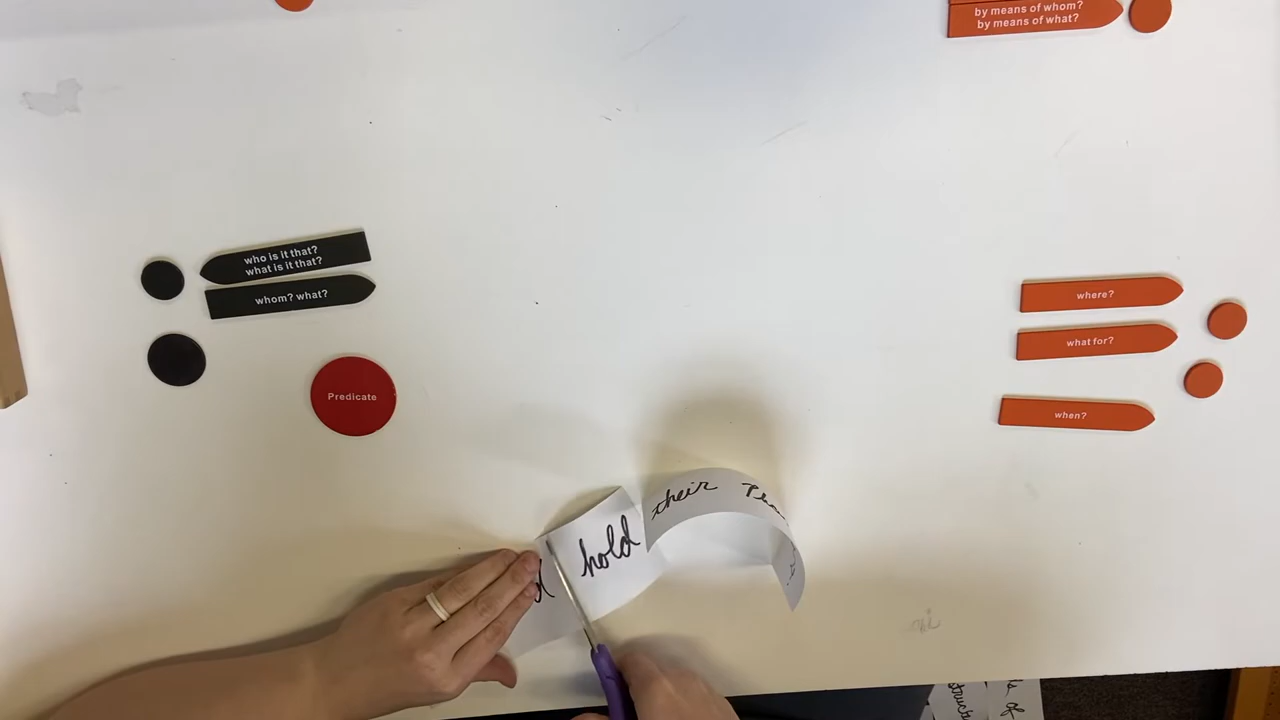 by means of whom?
by means of what?
who is it that?
what is it that?
whom? what?
where?
what for?
Predicate
when?
their
hold
of